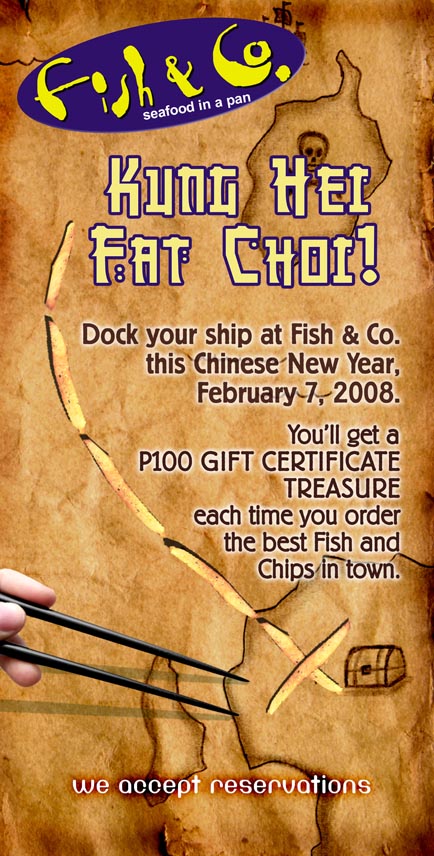 Fish & Co.
seafood in a pan
Kung Hei
Fat Choi!
Dock your ship at Fish & Co.
this Chinese New Year,
February 7, 2008.
You'll get a
P100 GIFT CERTIFICATE
TREASURE
each time you order
the best Fish and
Chips in town.
we accept reservations